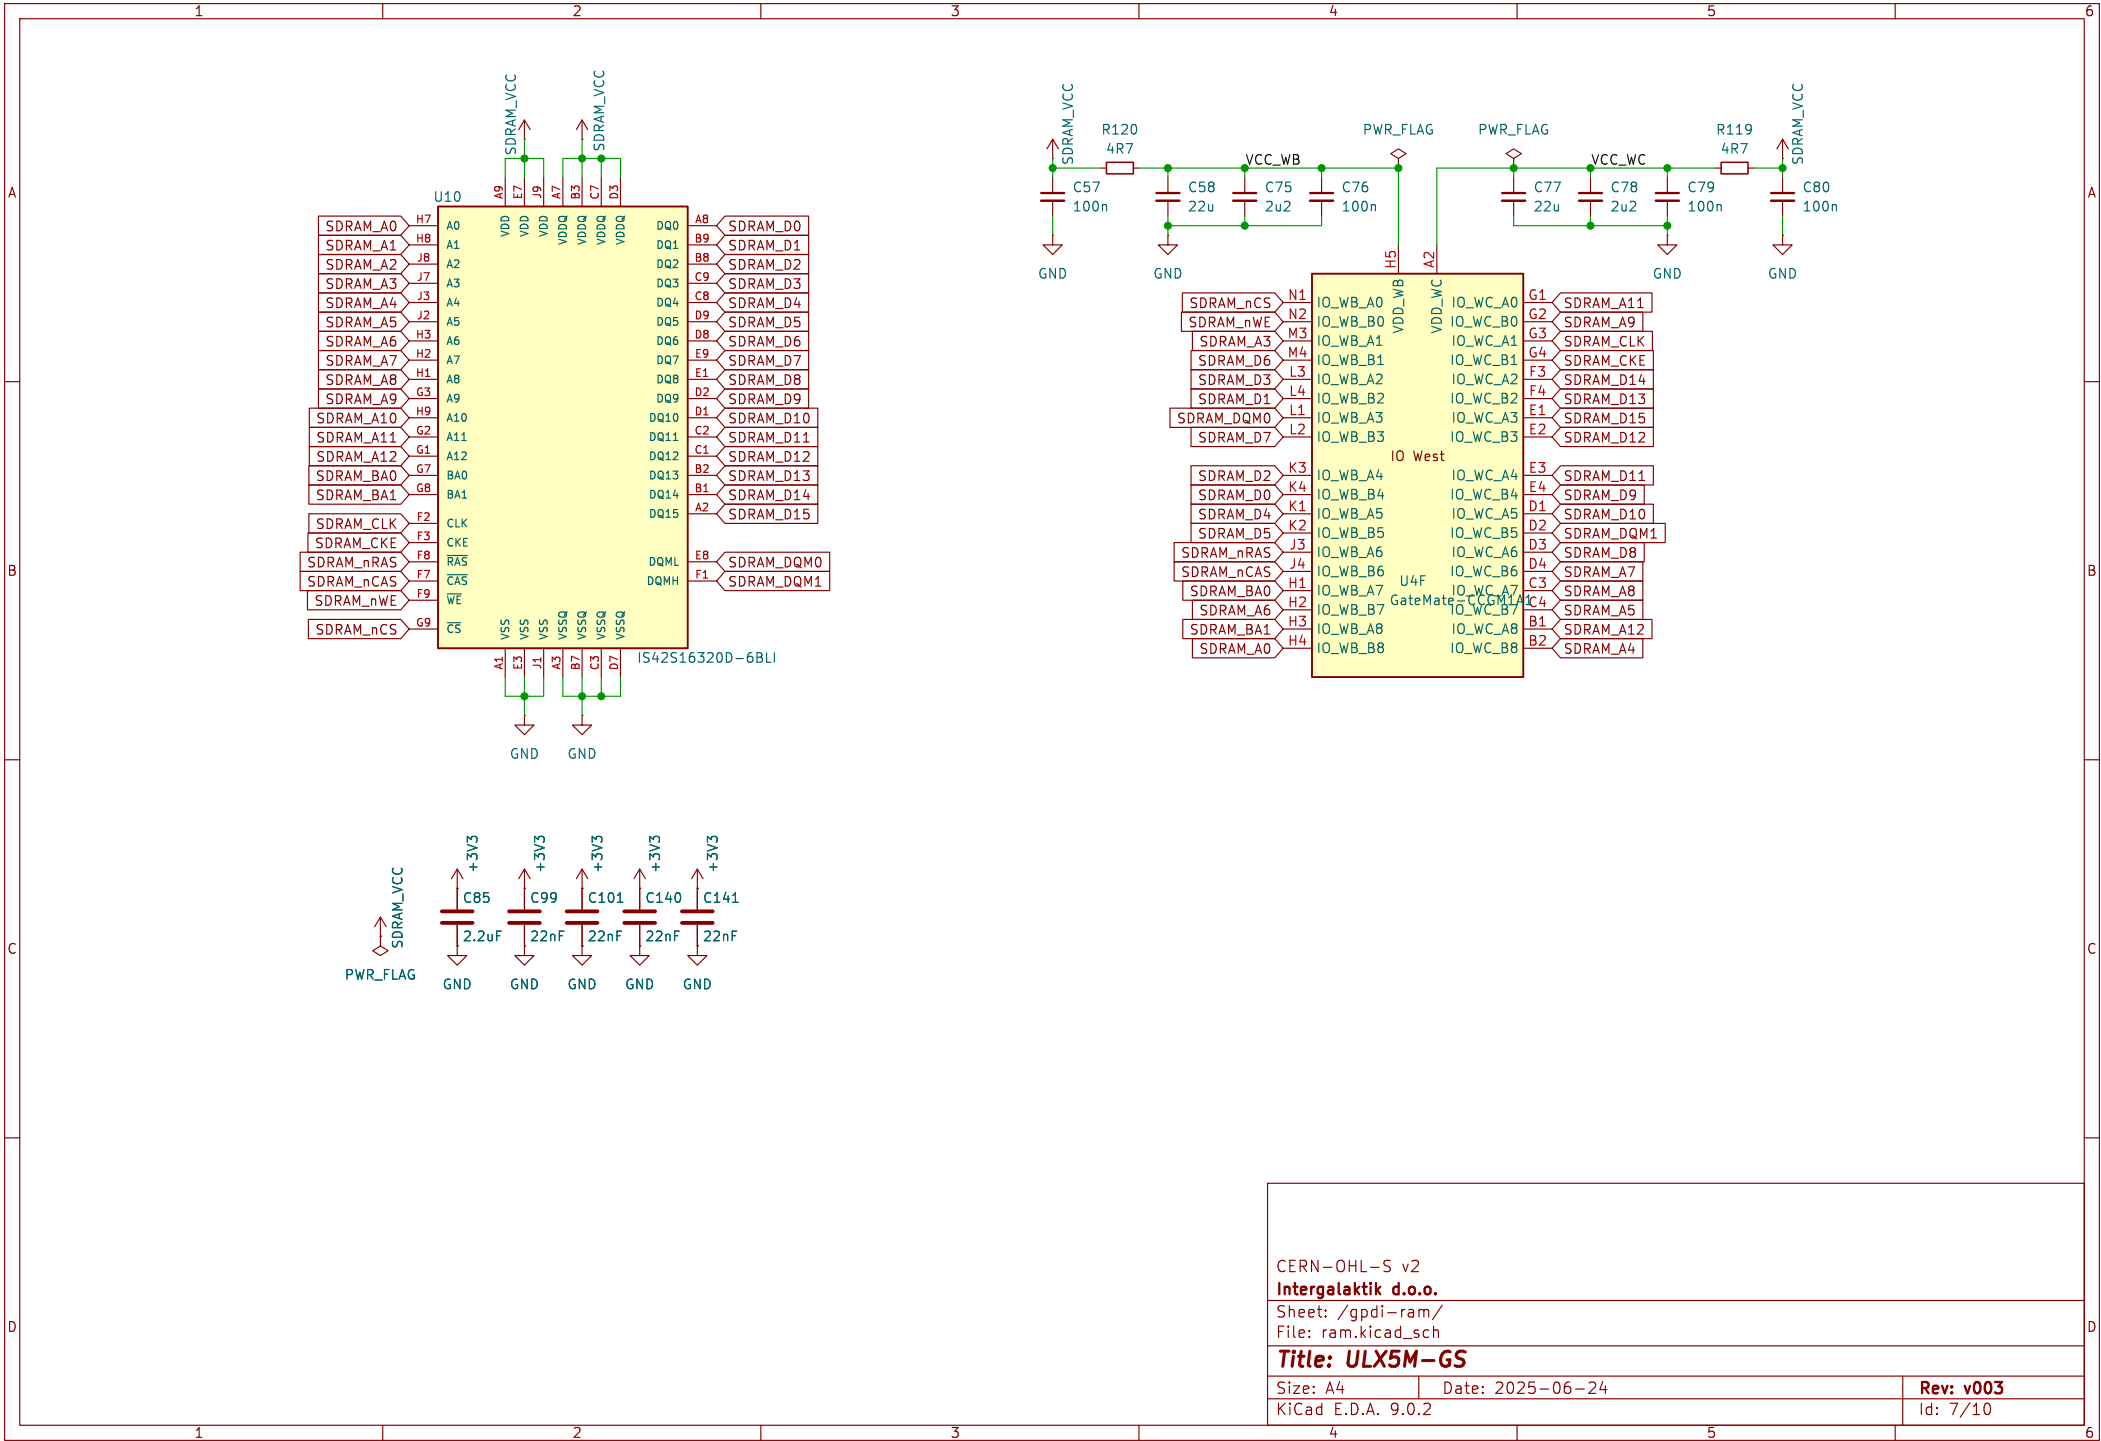 1 2 3 4 5 6
A
B
C
D
SDRAM_VCC
SDRAM_VCC
U10
A9 E7 J9 A7 B3 C7 D3
VDD VDD VDD VDDQ VDDQ VDDQ VDDQ
SDRAM_A0 H7 A0
SDRAM_A1 H8 A1
SDRAM_A2 J8 A2
SDRAM_A3 J7 A3
SDRAM_A4 J3 A4
SDRAM_A5 J2 A5
SDRAM_A6 H3 A6
SDRAM_A7 H2 A7
SDRAM_A8 H1 A8
SDRAM_A9 G3 A9
SDRAM_A10 H9 A10
SDRAM_A11 G2 A11
SDRAM_A12 G1 A12
SDRAM_BA0 G7 BA0
SDRAM_BA1 G8 BA1
SDRAM_CLK F2 CLK
SDRAM_CKE F3 CKE
SDRAM_nRAS F8 RAS
SDRAM_nCAS F7 CAS
SDRAM_nWE F9 WE
SDRAM_nCS G9 CS
DQ0 A8 SDRAM_D0
DQ1 B9 SDRAM_D1
DQ2 B8 SDRAM_D2
DQ3 C9 SDRAM_D3
DQ4 C8 SDRAM_D4
DQ5 D9 SDRAM_D5
DQ6 D8 SDRAM_D6
DQ7 E9 SDRAM_D7
DQ8 E1 SDRAM_D8
DQ9 D2 SDRAM_D9
DQ10 D1 SDRAM_D10
DQ11 C2 SDRAM_D11
DQ12 C1 SDRAM_D12
DQ13 B2 SDRAM_D13
DQ14 B1 SDRAM_D14
DQ15 A2 SDRAM_D15
DQML E8 SDRAM_DQM0
DQMH F1 SDRAM_DQM1
VSS VSS VSS VSSQ VSSQ VSSQ VSSQ
A1 E3 J1 A3 B7 C3 D7
IS42S16320D-6BLI
GND GND
SDRAM_VCC
R120
4R7
PWR_FLAG
PWR_FLAG
R119
4R7
SDRAM_VCC
VCC_WB
VCC_WC
C57
100n
C58
22u
C75
2u2
C76
100n
C77
22u
C78
2u2
C79
100n
C80
100n
GND GND GND GND
H5 A2
VDD_WB VDD_WC
SDRAM_nCS N1 IO_WB_A0
SDRAM_nWE N2 IO_WB_B0
SDRAM_A3 M3 IO_WB_A1
SDRAM_D6 M4 IO_WB_B1
SDRAM_D3 L3 IO_WB_A2
SDRAM_D1 L4 IO_WB_B2
SDRAM_DQM0 L1 IO_WB_A3
SDRAM_D7 L2 IO_WB_B3
SDRAM_D2 K3 IO_WB_A4
SDRAM_D0 K4 IO_WB_B4
SDRAM_D4 K1 IO_WB_A5
SDRAM_D5 K2 IO_WB_B5
SDRAM_nRAS J3 IO_WB_A6
SDRAM_nCAS J4 IO_WB_B6
SDRAM_BA0 H1 IO_WB_A7
SDRAM_A6 H2 IO_WB_B7
SDRAM_BA1 H3 IO_WB_A8
SDRAM_A0 H4 IO_WB_B8
IO West
U4F
GateMate-CCGM1A1
IO_WC_A0 G1 SDRAM_A11
IO_WC_B0 G2 SDRAM_A9
IO_WC_A1 G3 SDRAM_CLK
IO_WC_B1 G4 SDRAM_CKE
IO_WC_A2 F3 SDRAM_D14
IO_WC_B2 F4 SDRAM_D13
IO_WC_A3 E1 SDRAM_D15
IO_WC_B3 E2 SDRAM_D12
IO_WC_A4 E3 SDRAM_D11
IO_WC_B4 E4 SDRAM_D9
IO_WC_A5 D1 SDRAM_D10
IO_WC_B5 D2 SDRAM_DQM1
IO_WC_A6 D3 SDRAM_D8
IO_WC_B6 D4 SDRAM_A7
IO_WC_A7 C3 SDRAM_A8
IO_WC_B7 C4 SDRAM_A5
IO_WC_A8 B1 SDRAM_A12
IO_WC_B8 B2 SDRAM_A4
SDRAM_VCC
PWR_FLAG
+3V3 +3V3 +3V3 +3V3 +3V3
C85 C99 C101 C140 C141
2.2uF 22nF 22nF 22nF 22nF
GND GND GND GND GND
CERN-OHL-S v2
Intergalaktik d.o.o.
Sheet: /gpdi-ram/
File: ram.kicad_sch
Title: ULX5M-GS
Size: A4 Date: 2025-06-24 Rev: v003
KiCad E.D.A. 9.0.2 Id: 7/10
A
B
C
D
1 2 3 4 5 6